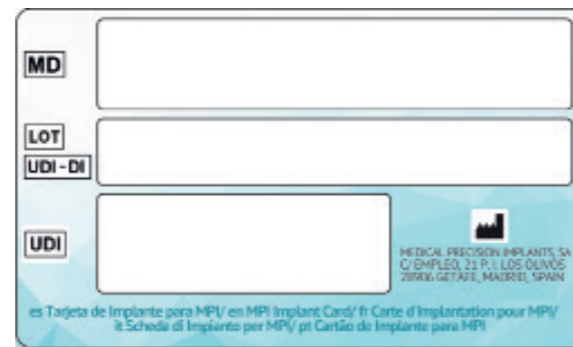 MD
LOT
UDI-DI
UDI
MEDICAL PRECISION IMPLANTS, SA
C/ EMPLEO, 21 P. I. LOS OLIVOS
28906 GETAFE, MADRID, SPAIN
es Tarjeta de Implante para MPI/ en MPI Implant Card/ fr Carte d'Implantation pour MPI/
it Scheda di Impianto per MPI/ pt Cartão de Implante para MPI